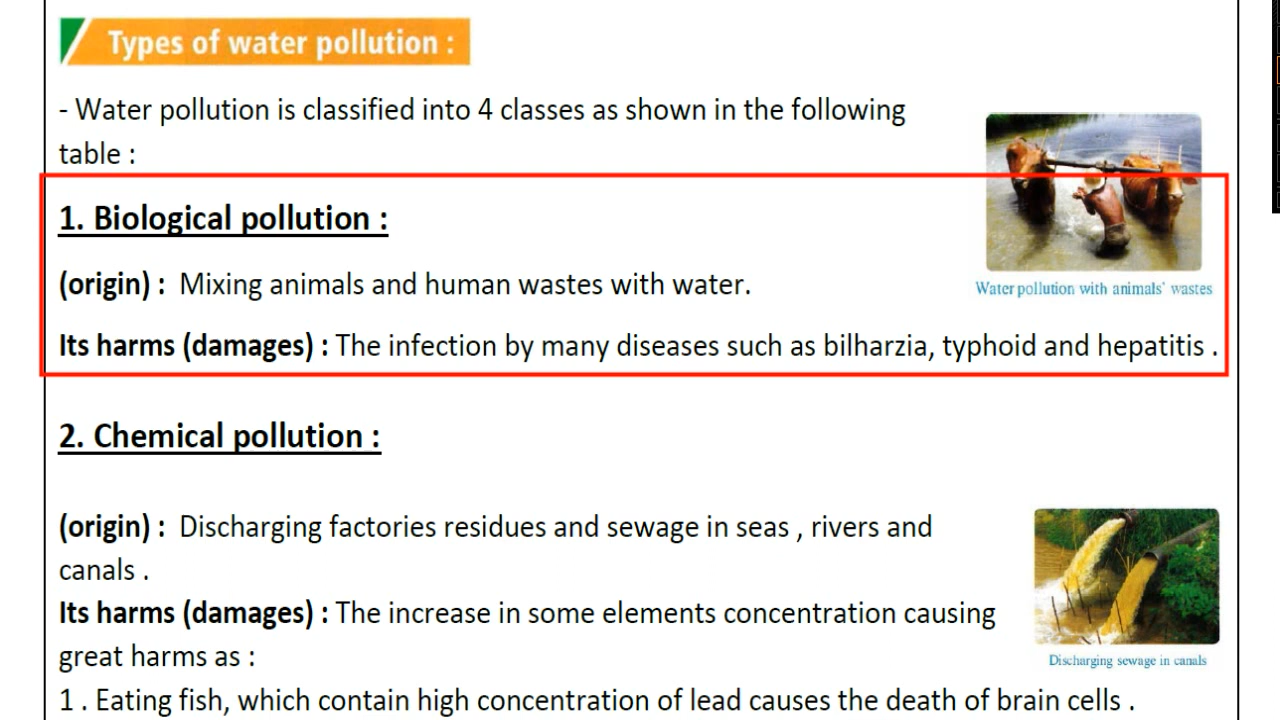 Types of water pollution :
- Water pollution is classified into 4 classes as shown in the following
table :
1. Biological pollution :
(origin) : Mixing animals and human wastes with water.
Water pollution with animals' wastes
Its harms (damages) : The infection by many diseases such as bilharzia, typhoid and hepatitis .
2. Chemical pollution :
(origin) : Discharging factories residues and sewage in seas , rivers and
canals .
Its harms (damages) : The increase in some elements concentration causing
great harms as :
Discharging sewage in canals
1 . Eating fish, which contain high concentration of lead causes the death of brain cells .